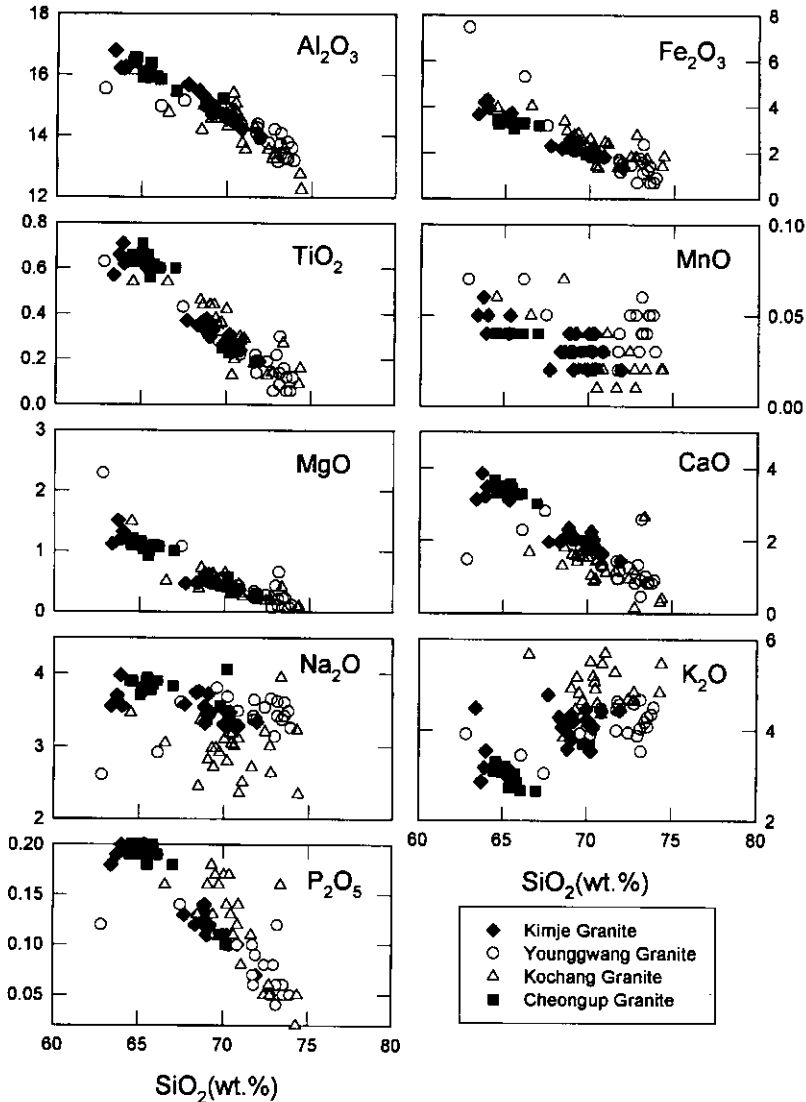 18
16
14
12
Al₂O₃
8
6
4
2
0
Fe₂O₃
0.8
0.6
0.4
0.2
0.0
TiO₂
0.10
0.05
0.00
MnO
3
2
1
0
MgO
4
2
0
CaO
4
3
2
Na₂O
6
4
2
K₂O
60
65
70
75
80
SiO₂(wt.%)
0.20
0.15
0.10
0.05
P₂O₅
60
65
70
75
80
SiO₂(wt.%)
Kimje Granite
Younggwang Granite
Kochang Granite
Cheongup Granite